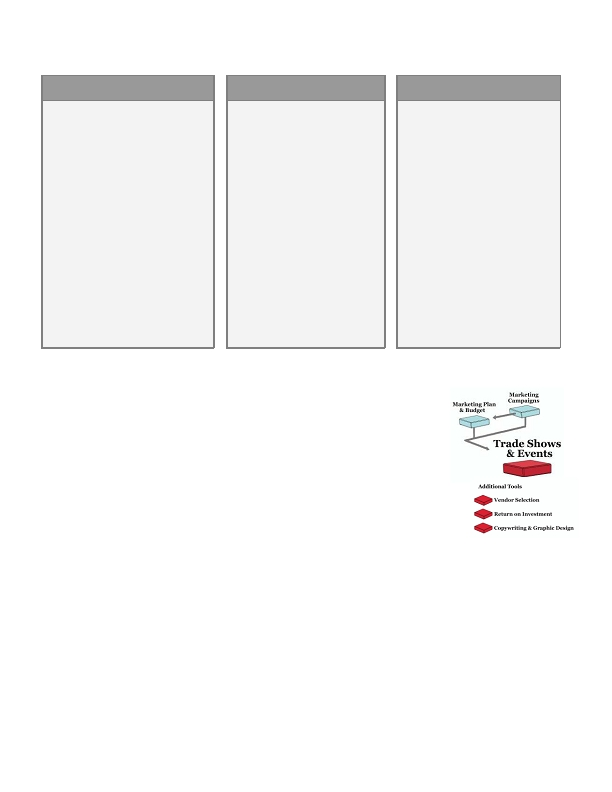 Marketing
Campaigns
Marketing Plan
& Budget
Trade Shows
& Events
Additional Tools
Vendor Selection
Return on Investment
Copywriting & Graphic Design